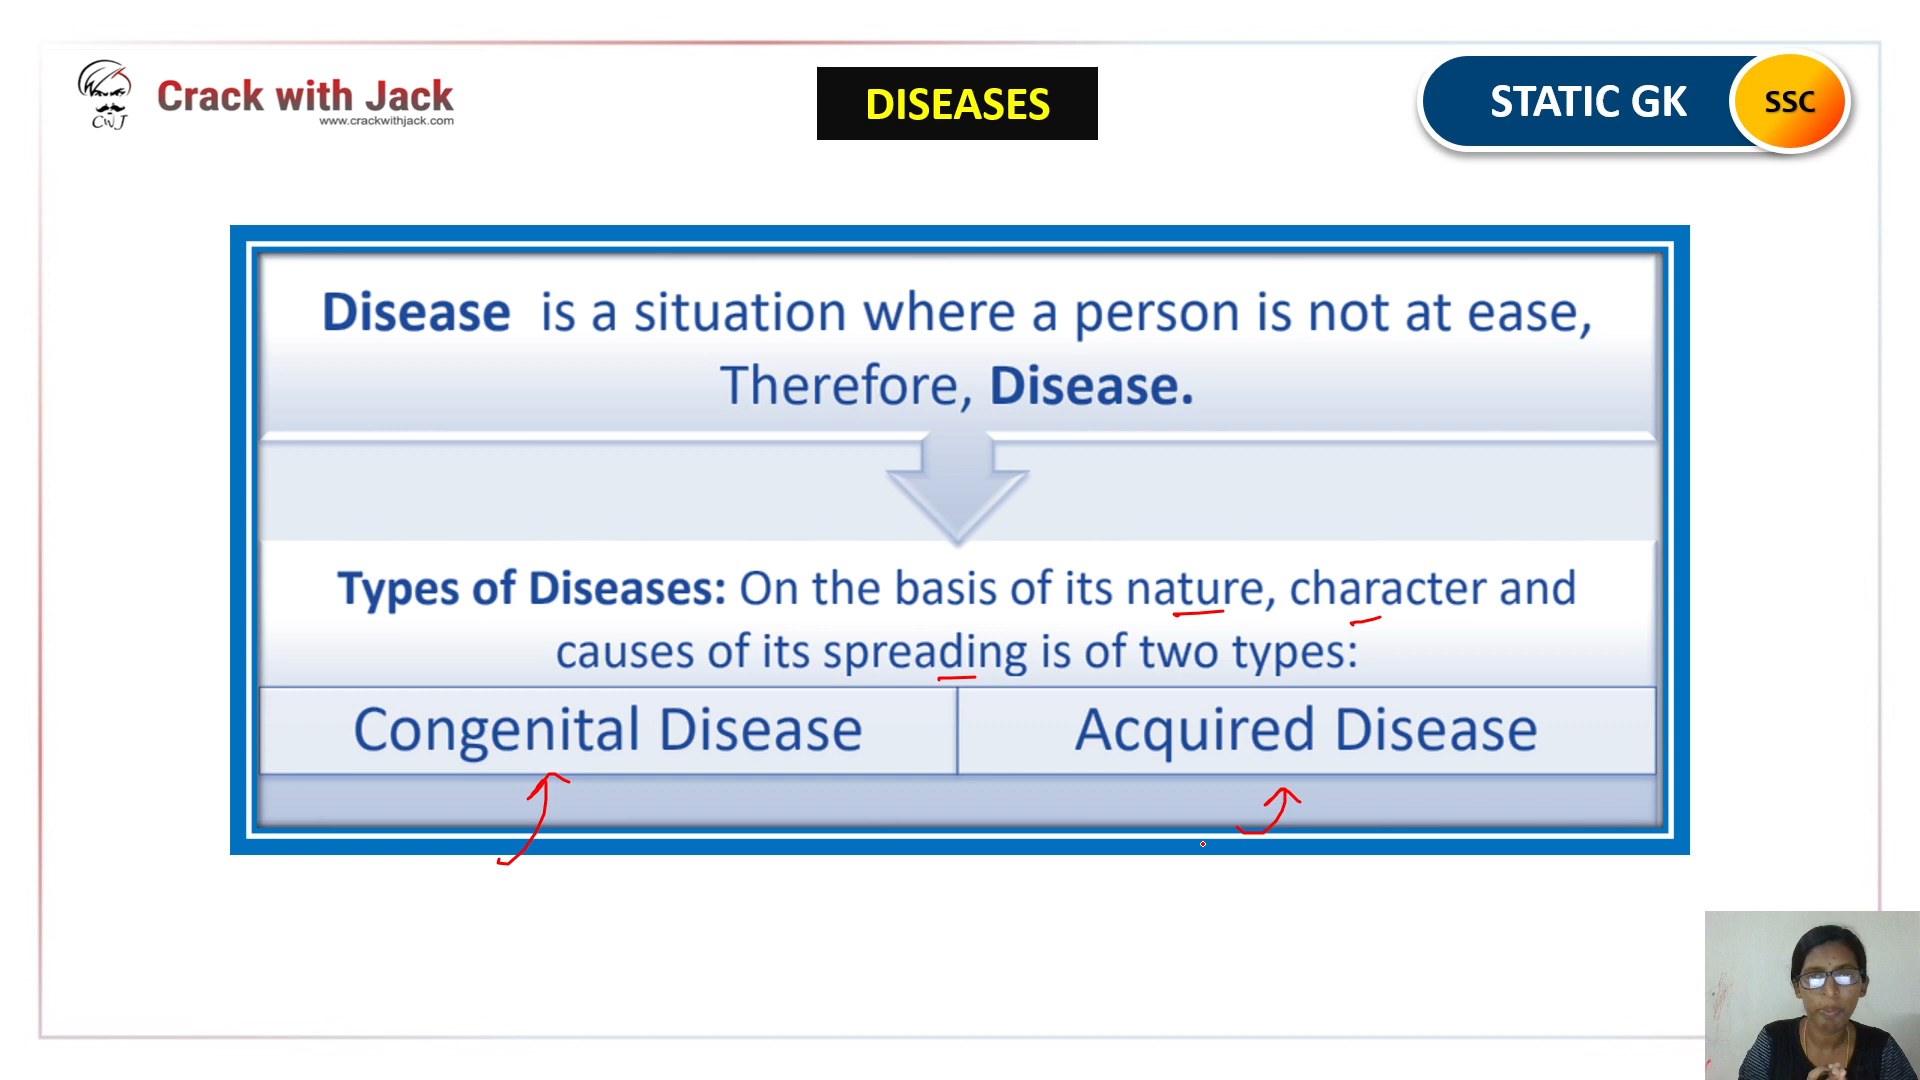 CWJ
Crack with Jack
www.crackwithjack.com
DISEASES
STATIC GK
SSC
Disease is a situation where a person is not at ease,
Therefore, Disease.
Types of Diseases: On the basis of its nature, character and
causes of its spreading is of two types:
Congenital Disease
Acquired Disease